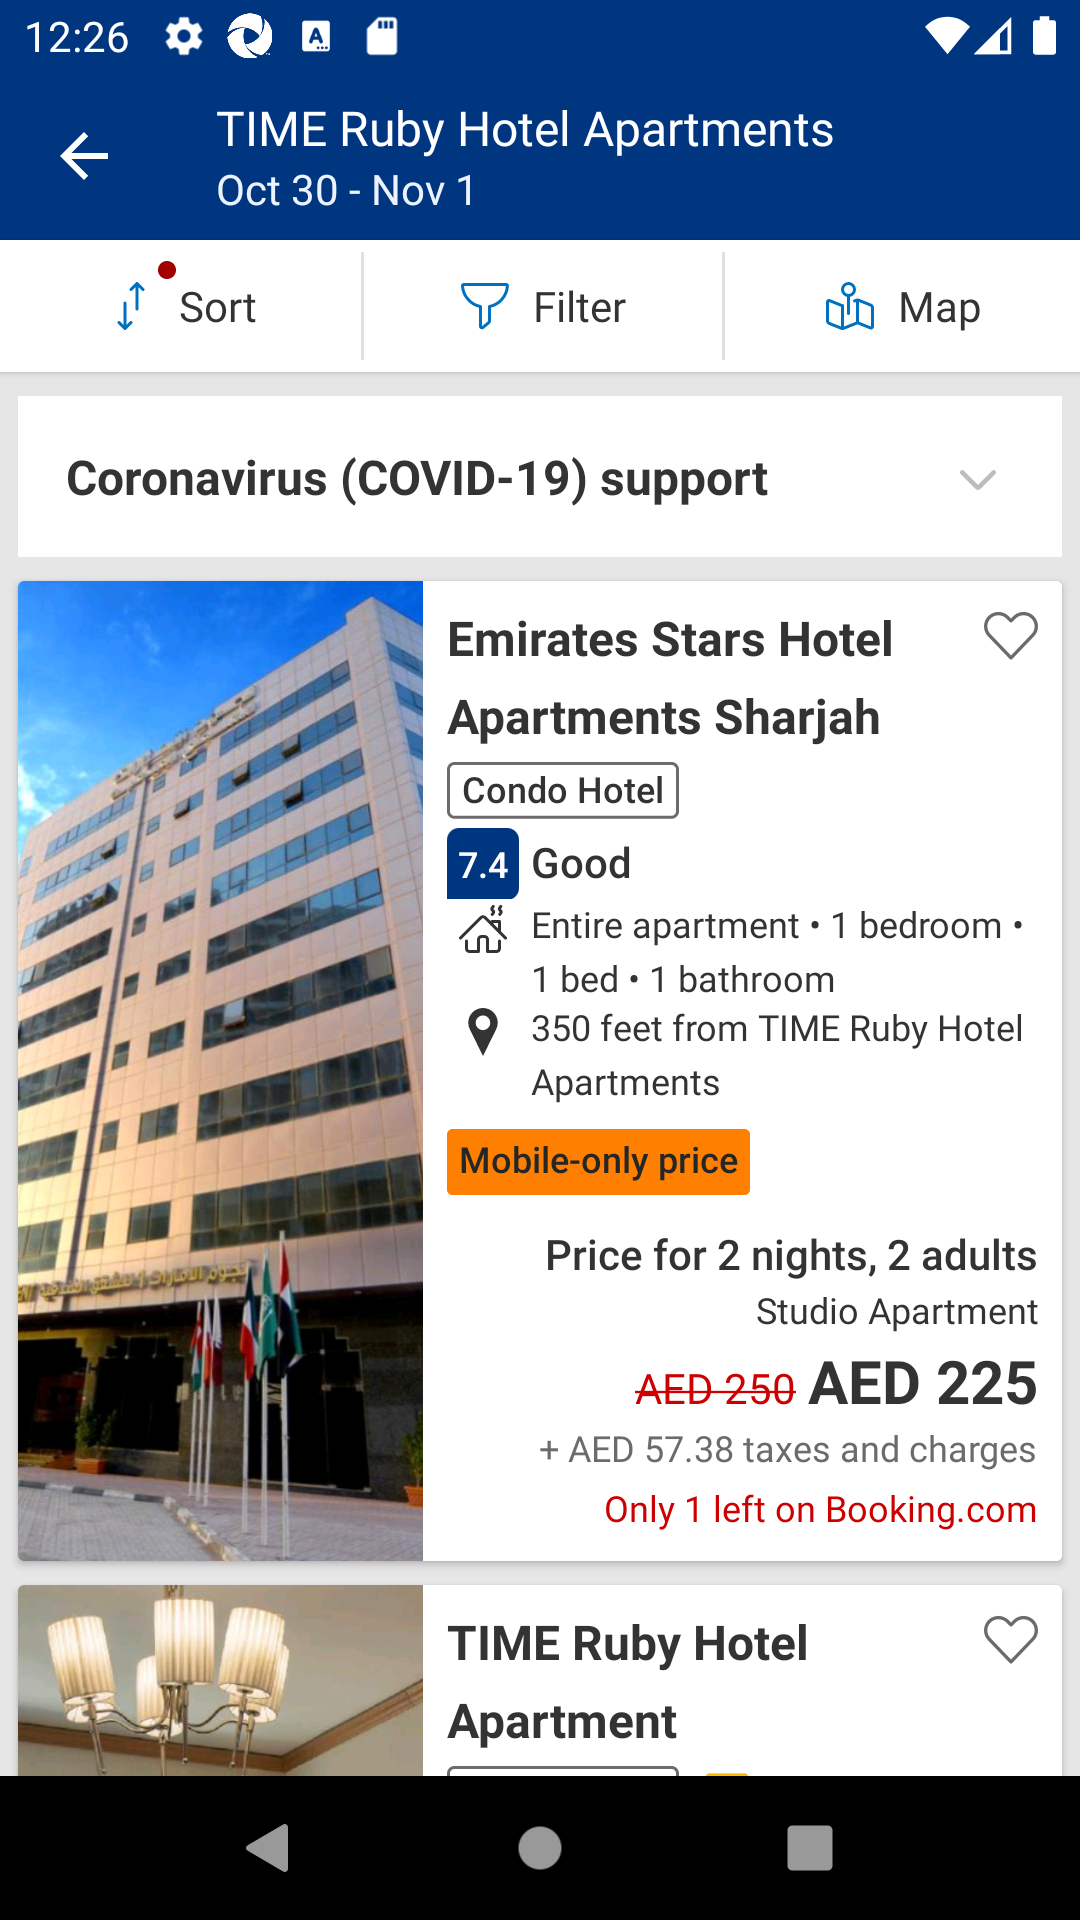 12:26
TIME Ruby Hotel Apartments
Oct 30 - Nov 1
Sort
Filter
Map
Coronavirus (COVID-19) support
Emirates Stars Hotel
Apartments Sharjah
Condo Hotel
7.4 Good
Entire apartment • 1 bedroom •
1 bed • 1 bathroom
350 feet from TIME Ruby Hotel
Apartments
Mobile-only price
Price for 2 nights, 2 adults
Studio Apartment
AED 250 AED 225
+ AED 57.38 taxes and charges
Only 1 left on Booking.com
TIME Ruby Hotel
Apartment